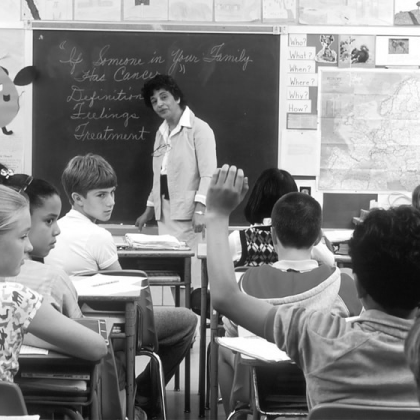 "If Someone in Your Family
Has Cancer"
Definition
Feelings
Treatment
Who?
What?
When?
Where?
Why?
How?